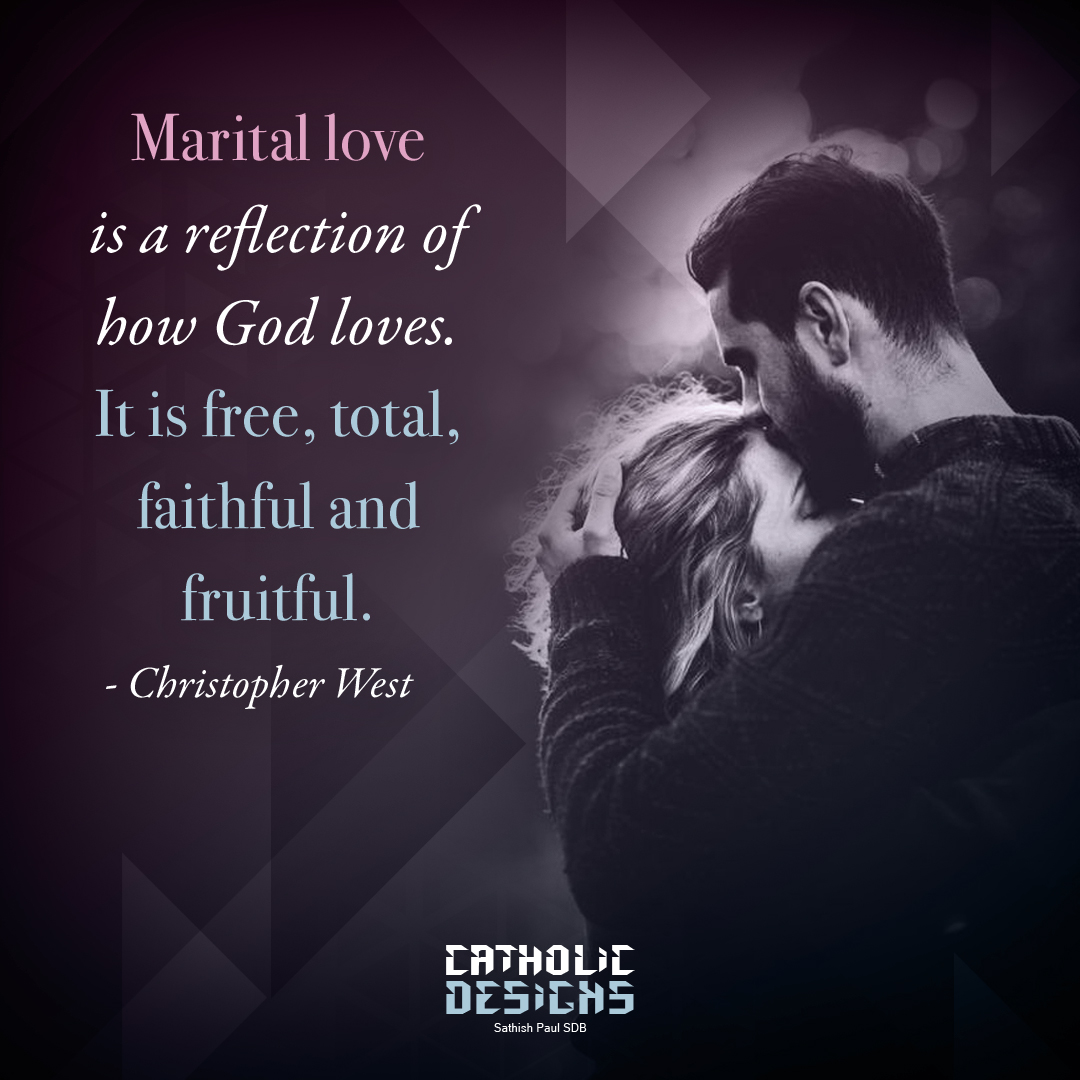 Marital love
is a reflection of
how God loves.
It is free, total,
faithful and
fruitful.
- Christopher West
CATHOLIC
DESIGNS
Sathish Paul SDB